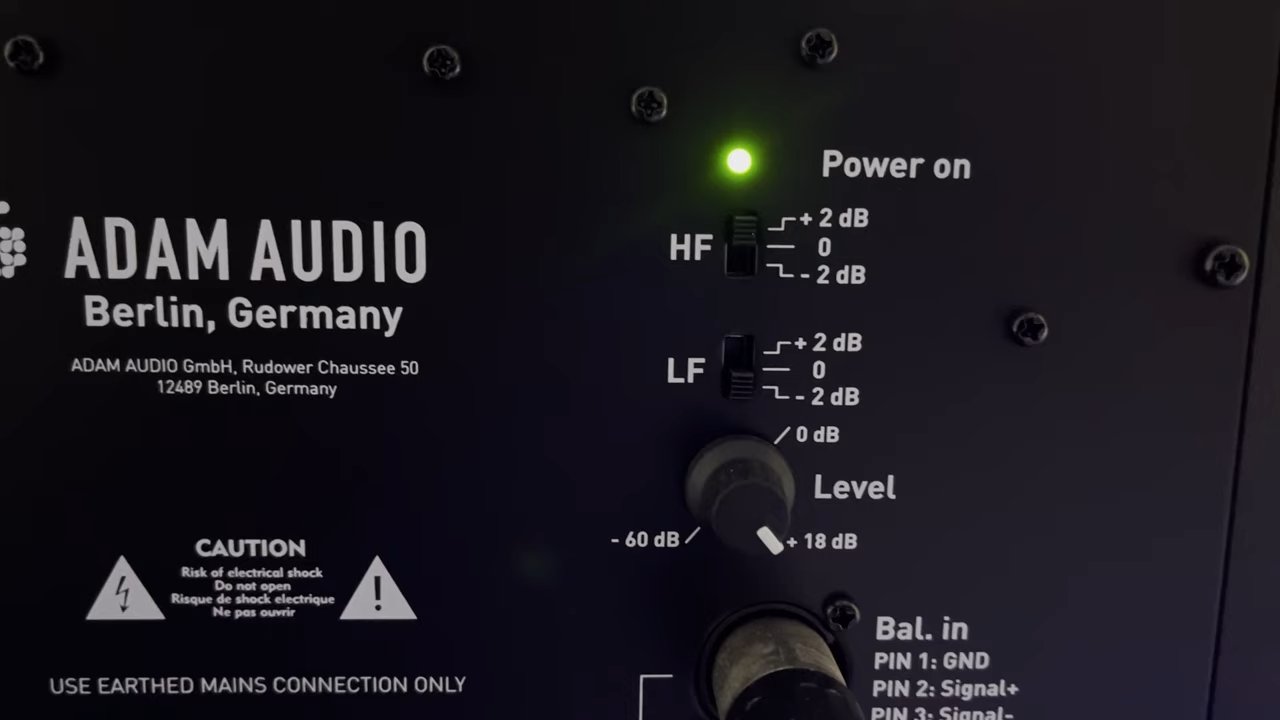 ADAM AUDIO
Berlin, Germany
ADAM AUDIO GmbH, Rudower Chaussee 50
12489 Berlin, Germany
CAUTION
Risk of electrical shock
Do not open
Risque de shock electrique
Ne pas ouvrir
USE EARTHED MAINS CONNECTION ONLY
Power on
HF
+ 2 dB
0
- 2 dB
LF
+ 2 dB
0
- 2 dB
0 dB
Level
- 60 dB
+ 18 dB
Bal. in
PIN 1: GND
PIN 2: Signal+
PIN 3: Signal-